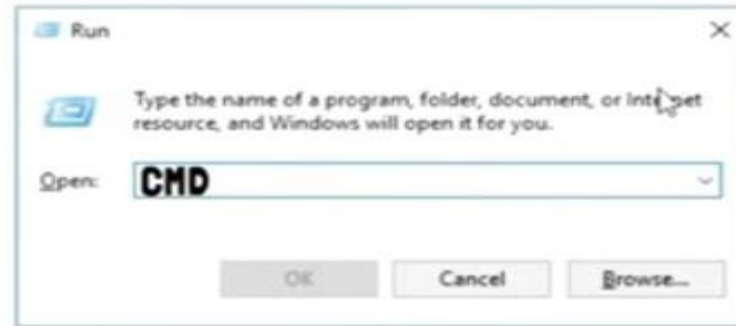 Run
Type the name of a program, folder, document, or Internet
resource, and Windows will open it for you.
Open: CMD
OK Cancel Browse...